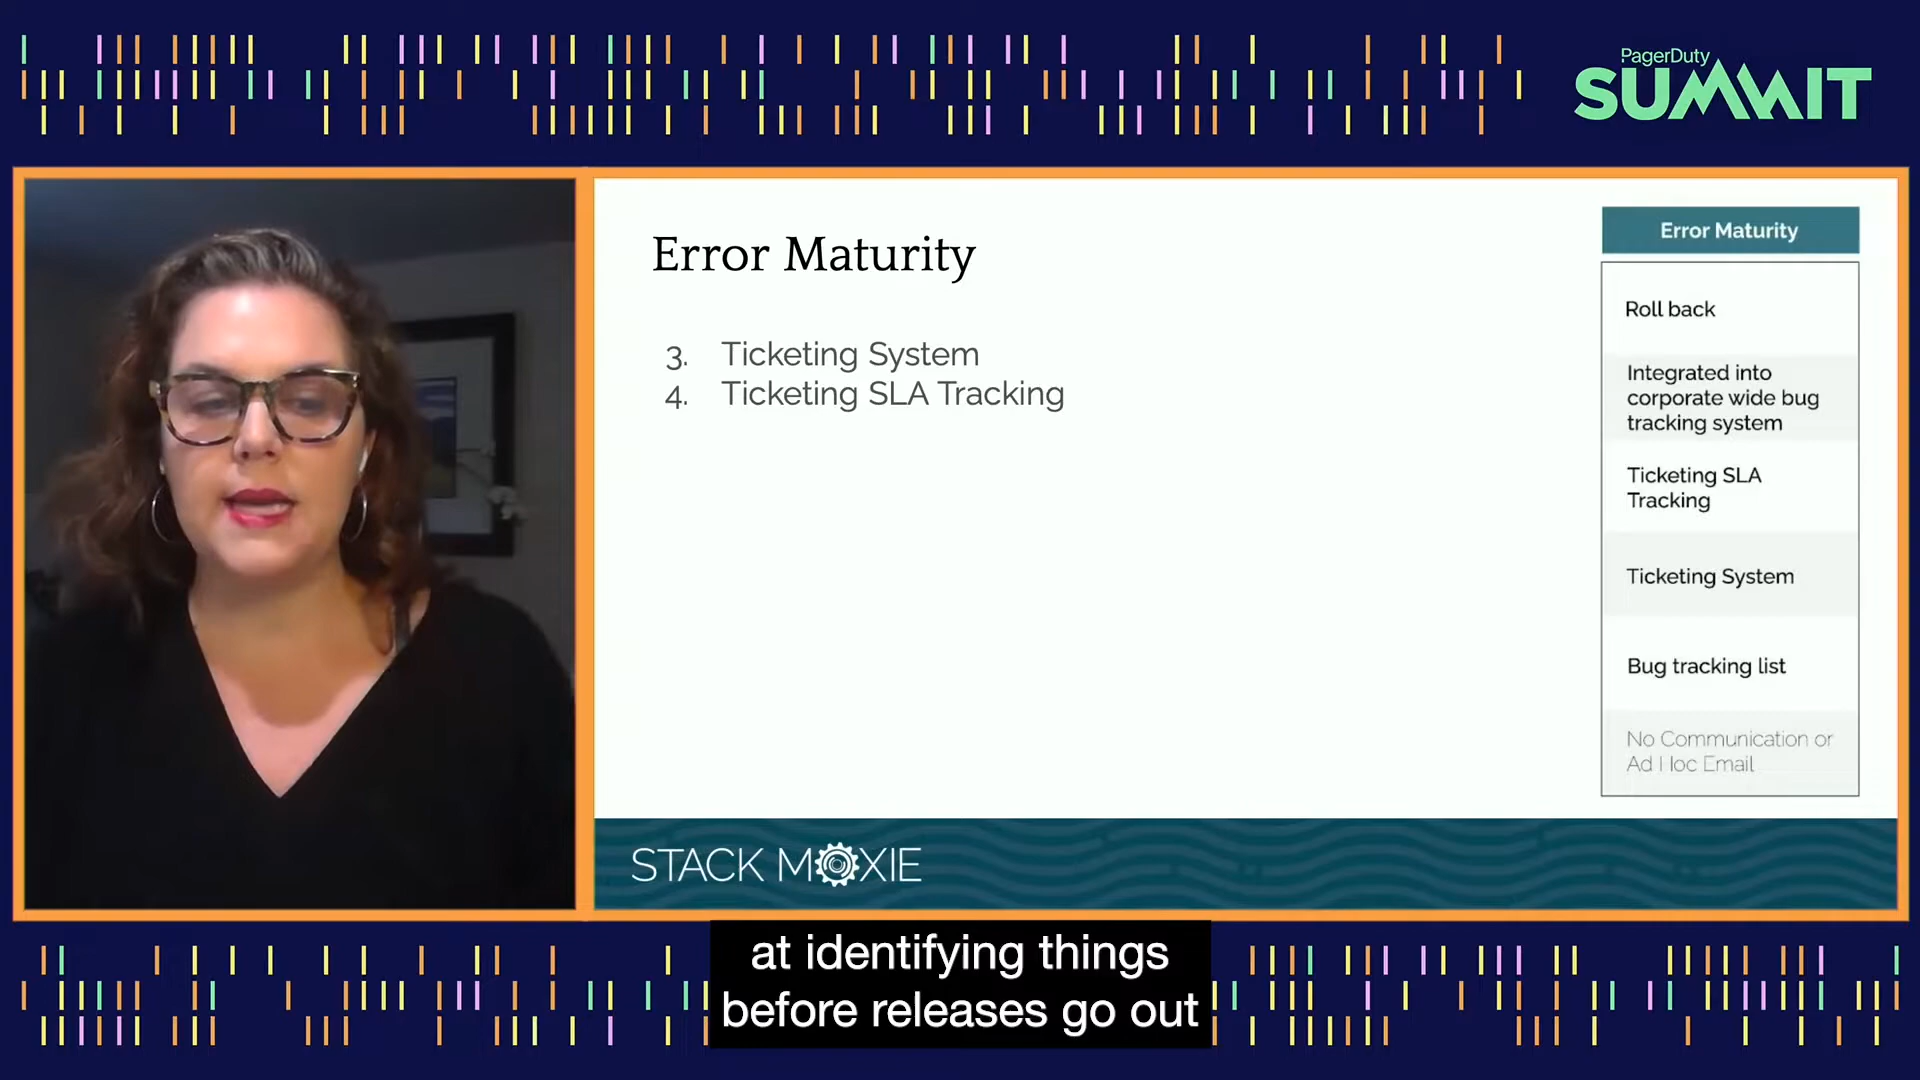 PagerDuty
SUMMIT
Error Maturity
3. Ticketing System
4. Ticketing SLA Tracking
Error Maturity
Roll back
Integrated into
corporate wide bug
tracking system
Ticketing SLA
Tracking
Ticketing System
Bug tracking list
No Communication or
Ad Hoc Email
STACK MOXIE
at identifying things
before releases go out